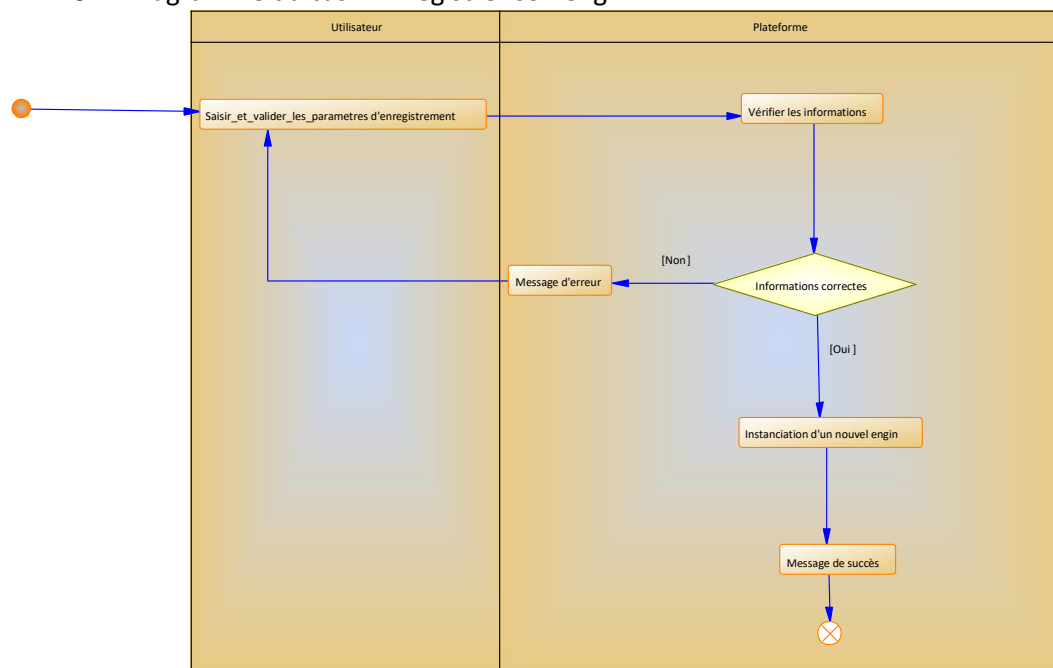 Utilisateur
Plateforme
Saisir_et_valider_les_parametres d'enregistrement
Vérifier les informations
[Non ]
Message d'erreur
Informations correctes
[Oui ]
Instanciation d'un nouvel engin
Message de succès